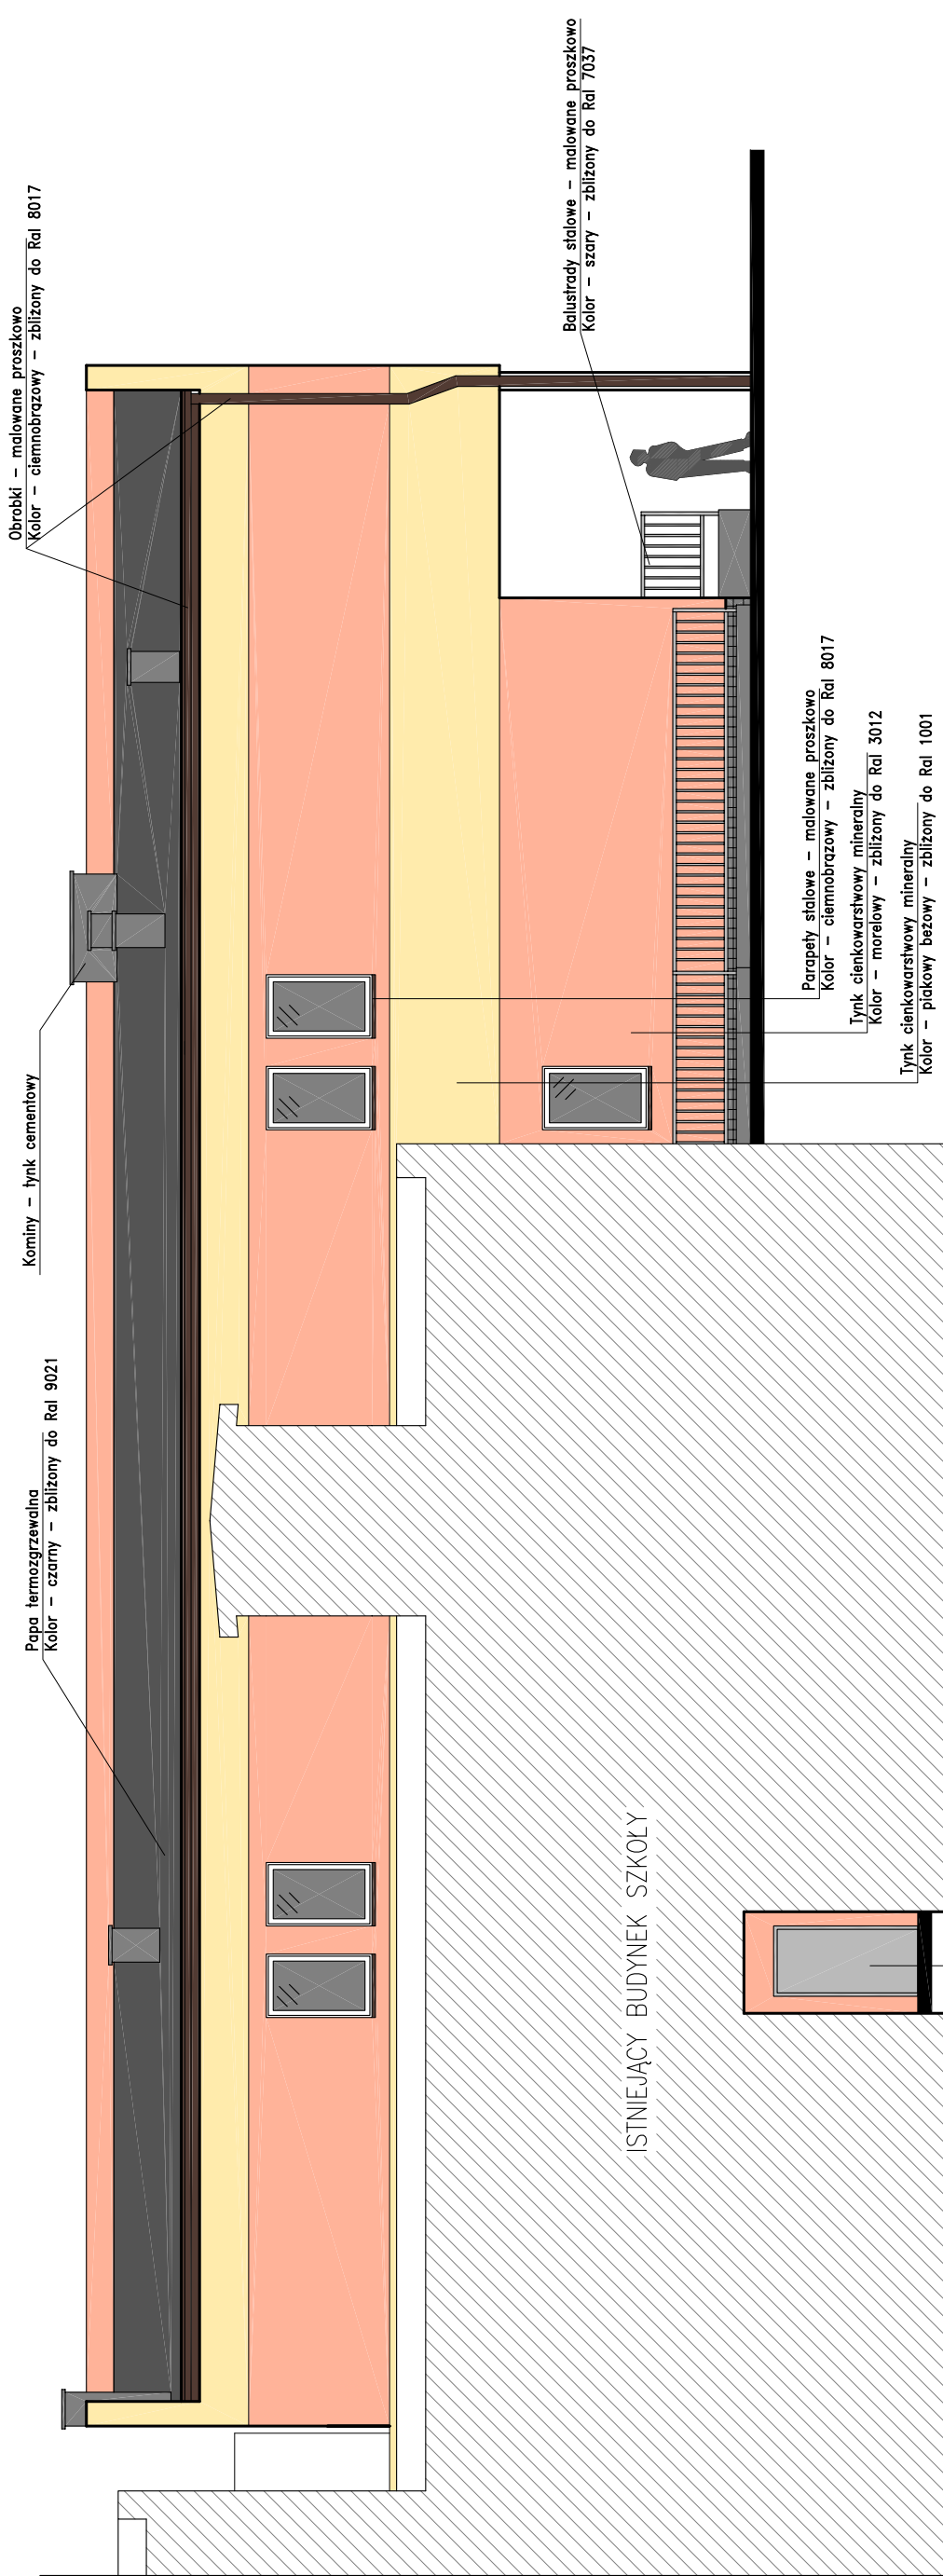 Papa termozgrzewalna
Kolor – czarny – zbliżony do Ral 9021
Kominy – tynk cementowy
Obrobki – malowane proszkowo
Kolor – ciemnobrązowy – zbliżony do Ral 8017
Balustrady stalowe – malowane proszkowo
Kolor – szary – zbliżony do Ral 7037
ISTNIEJĄCY BUDYNEK SZKOŁY
Parapety stalowe – malowane proszkowo
Kolor – ciemnobrązowy – zbliżony do Ral 8017
Tynk cienkowarstwowy mineralny
Kolor – morelowy – zbliżony do Ral 3012
Tynk cienkowarstwowy mineralny
Kolor – piakowy beżowy – zbliżony do Ral 1001